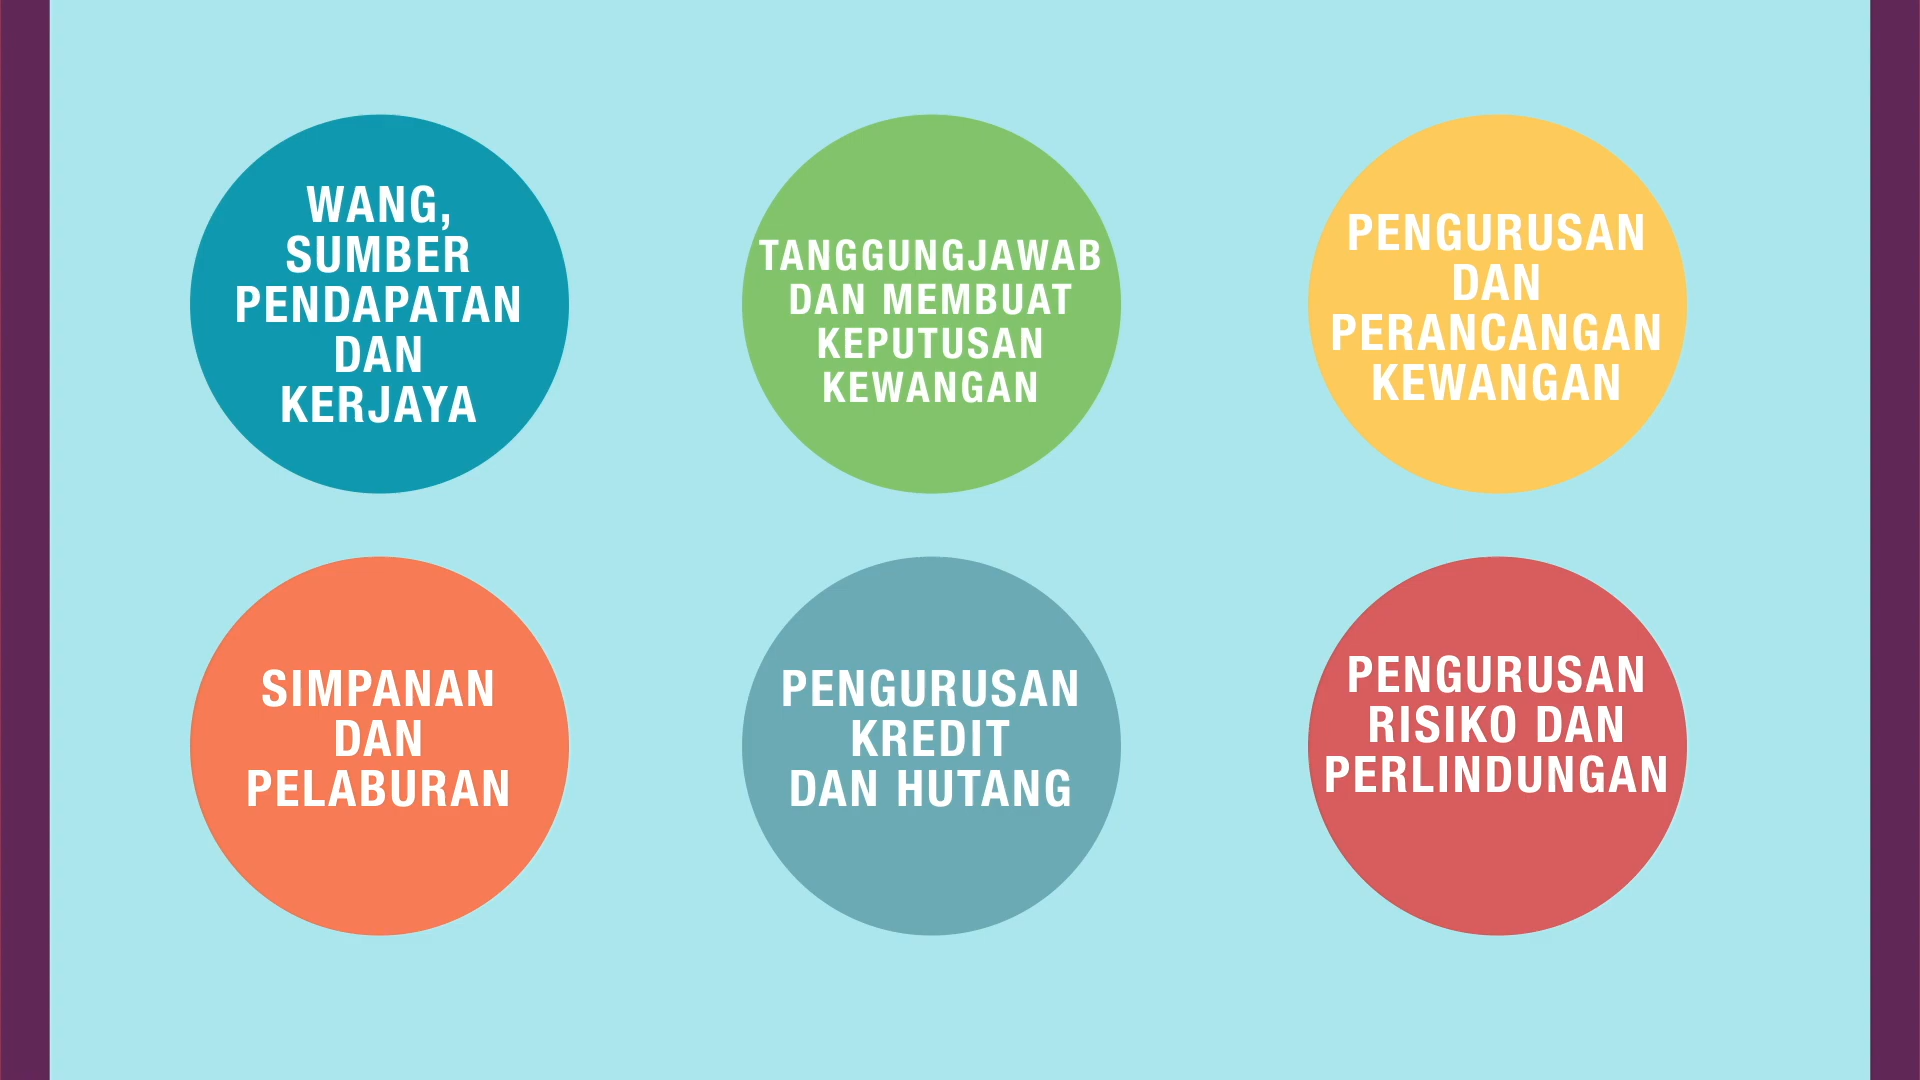 WANG,
SUMBER
PENDAPATAN
DAN
KERJAYA
TANGGUNGJAWAB
DAN MEMBUAT
KEPUTUSAN
KEWANGAN
PENGURUSAN
DAN
PERANCANGAN
KEWANGAN
SIMPANAN
DAN
PELABURAN
PENGURUSAN
KREDIT
DAN HUTANG
PENGURUSAN
RISIKO DAN
PERLINDUNGAN